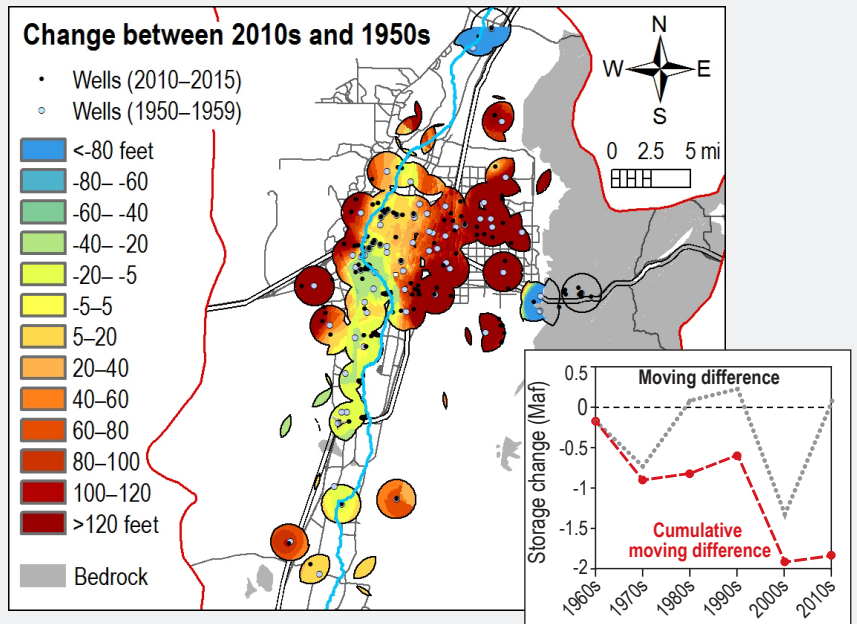 Change between 2010s and 1950s
Wells (2010–2015)
Wells (1950–1959)
<-80 feet
-80– -60
-60– -40
-40– -20
-20– -5
-5–5
5–20
20–40
40–60
60–80
80–100
100–120
>120 feet
Bedrock
N
W E
S
0 2.5 5 mi
Storage change (Maf)
0.5
0
-0.5
-1
-1.5
-2
Moving difference
Cumulative
moving difference
1960s
1970s
1980s
1990s
2000s
2010s